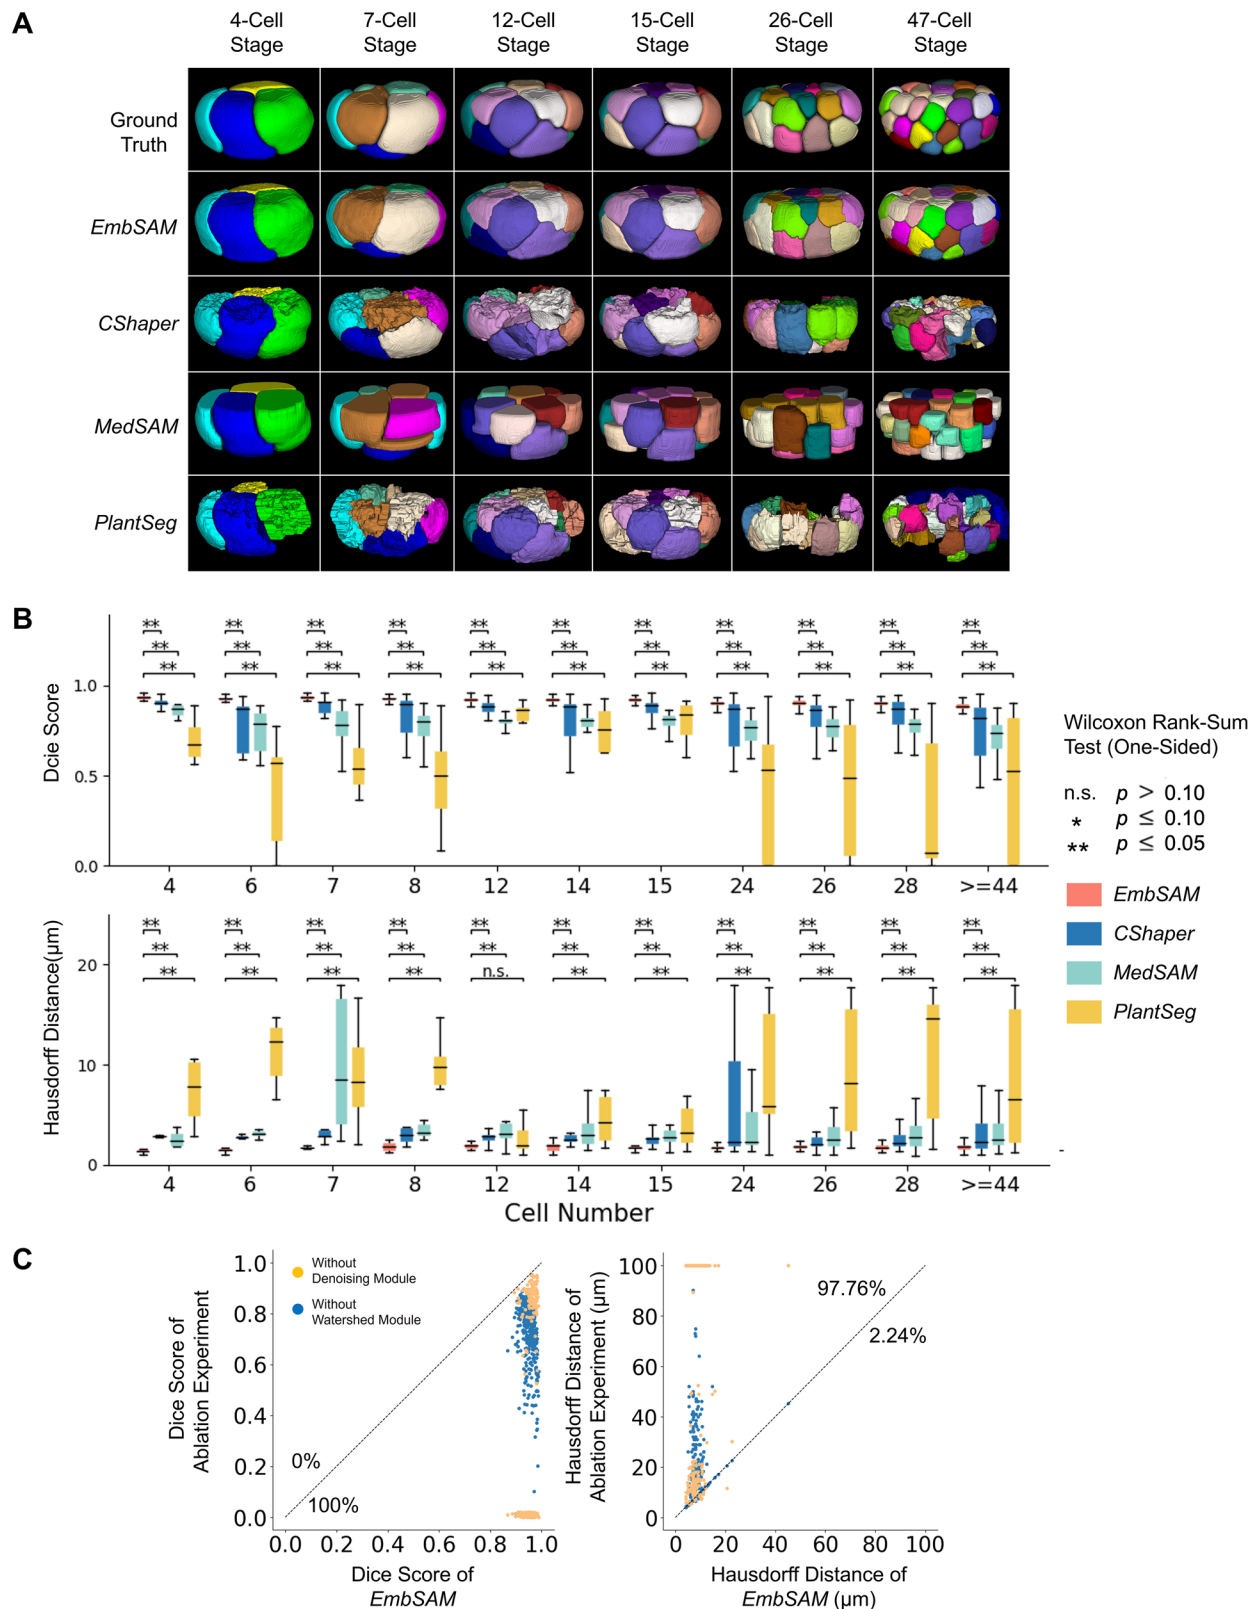 A
4-Cell Stage
7-Cell Stage
12-Cell Stage
15-Cell Stage
26-Cell Stage
47-Cell Stage
Ground
Truth
EmbSAM
CShaper
MedSAM
PlantSeg
B
** ** ** ** ** ** ** ** ** ** **
** ** ** ** ** ** ** ** ** ** **
** ** ** ** ** ** ** ** ** ** **
Dcie Score
1.0
0.5
0.0
4 6 7 8 12 14 15 24 26 28 >=44
Wilcoxon Rank-Sum
Test (One-Sided)
n.s. p > 0.10
* p ≤ 0.10
** p ≤ 0.05
EmbSAM
CShaper
MedSAM
PlantSeg
** ** ** ** ** ** ** ** ** ** **
** ** ** ** ** ** ** ** ** ** **
** ** ** ** n.s. ** ** ** ** ** **
Hausdorff Distance(μm)
20
10
0
4 6 7 8 12 14 15 24 26 28 >=44
Cell Number
C
Dice Score of
Ablation Experiment
1.0
0.8
0.6
0.4
0.2
0.0
Without
Denoising Module
Without
Watershed Module
0%
100%
0.0 0.2 0.4 0.6 0.8 1.0
Dice Score of
EmbSAM
Hausdorff Distance of
Ablation Experiment (μm)
100
80
60
40
20
0
97.76%
2.24%
0 20 40 60 80 100
Hausdorff Distance of
EmbSAM (μm)